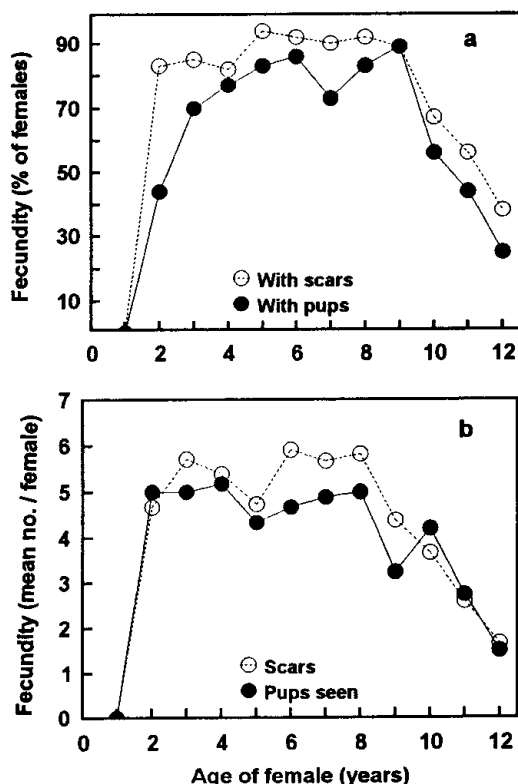 a
Fecundity (% of females)
90
70
50
30
10
With scars
With pups
0 2 4 6 8 10 12
b
Fecundity (mean no. / female)
7
6
5
4
3
2
1
0
Scars
Pups seen
0 2 4 6 8 10 12
Age of female (years)